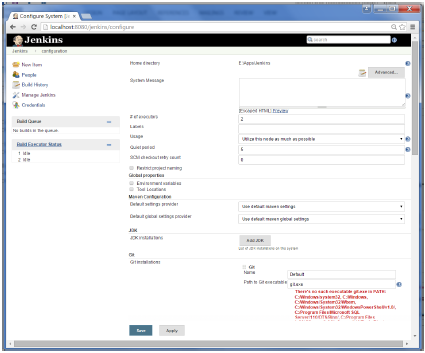 Configure System
localhost:8080/jenkins/configure
Jenkins
search
Jenkins
configuration
New Item
People
Build History
Manage Jenkins
Credentials
Build Queue
No builds in the queue.
Build Executor Status
1 Idle
2 Idle
Home directory
E:\Apps\Jenkins
Advanced...
System Message
[Escaped HTML] Preview
# of executors
2
Labels
Usage
Utilize this node as much as possible
Quiet period
5
SCM checkout retry count
0
Restrict project naming
Global properties
Environment variables
Tool Locations
Maven Configuration
Default settings provider
Use default maven settings
Default global settings provider
Use default maven global settings
JDK
JDK installations
Add JDK
List of JDK installations on this system
Git
Git installations
Git
Name
Default
Path to Git executable
git.exe
There's no such executable git.exe in PATH:
C:\Windows\system32, C:\Windows,
C:\Windows\System32\Wbem,
C:\Windows\System32\WindowsPowerShell\v1.0\,
C:\Program Files\Microsoft SQL
Save
Apply